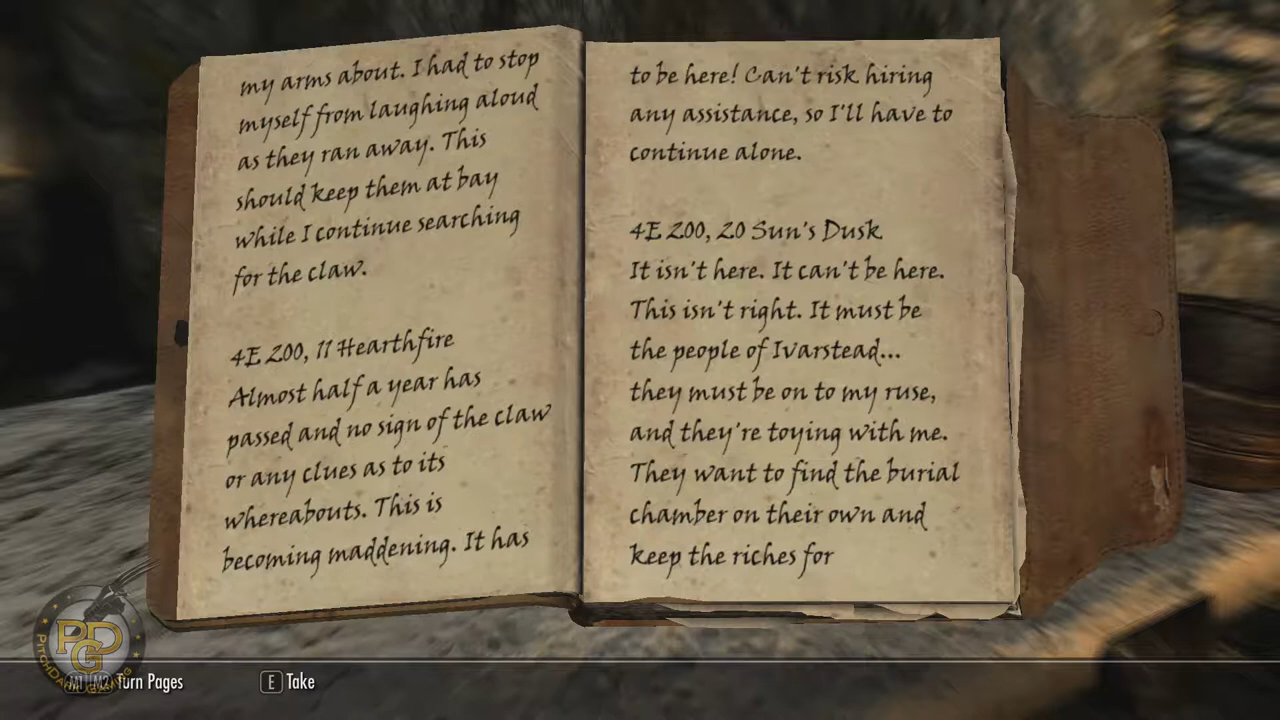 my arms about. I had to stop
myself from laughing aloud
as they ran away. This
should keep them at bay
while I continue searching
for the claw.
4E 200, 11 Hearthfire
Almost half a year has
passed and no sign of the claw
or any clues as to its
whereabouts. This is
becoming maddening. It has
to be here! Can't risk hiring
any assistance, so I'll have to
continue alone.
4E 200, 20 Sun's Dusk
It isn't here. It can't be here.
This isn't right. It must be
the people of Ivarstead...
they must be on to my ruse,
and they're toying with me.
They want to find the burial
chamber on their own and
keep the riches for
PDG
PITCHDARK GAMING
Turn Pages
E Take